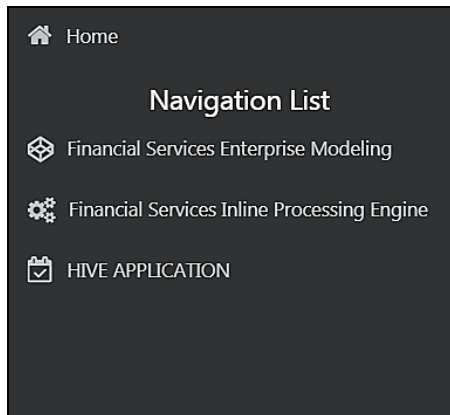 Home
Navigation List
Financial Services Enterprise Modeling
Financial Services Inline Processing Engine
HIVE APPLICATION